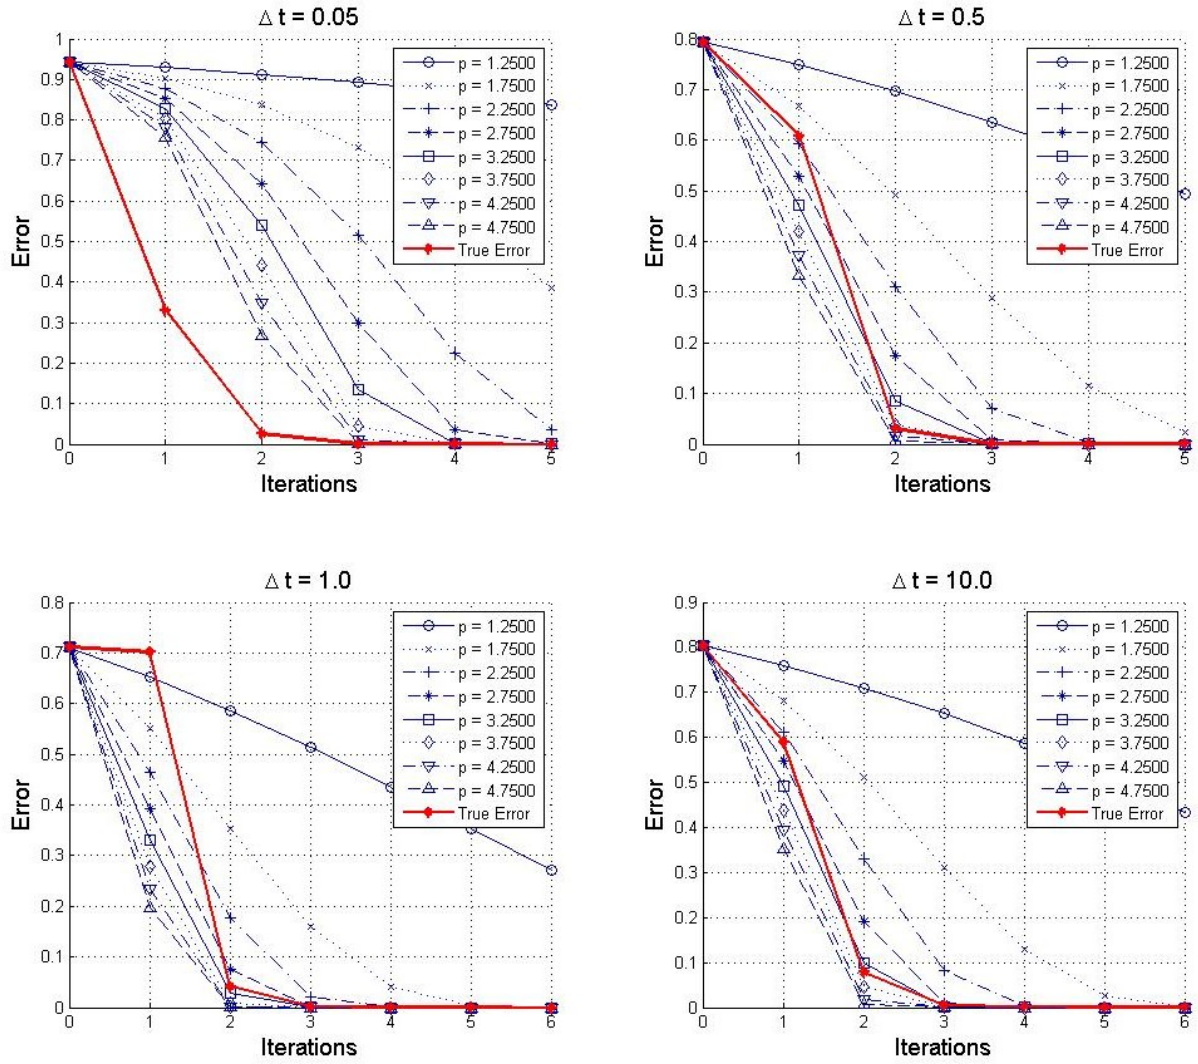 Δ t = 0.05
1
0.9
0.8
0.7
0.6
0.5
0.4
0.3
0.2
0.1
0
Error
0 1 2 3 4 5
Iterations
p = 1.2500
p = 1.7500
p = 2.2500
p = 2.7500
p = 3.2500
p = 3.7500
p = 4.2500
p = 4.7500
True Error
Δ t = 0.5
0.8
0.7
0.6
0.5
0.4
0.3
0.2
0.1
0
Error
0 1 2 3 4 5
Iterations
p = 1.2500
p = 1.7500
p = 2.2500
p = 2.7500
p = 3.2500
p = 3.7500
p = 4.2500
p = 4.7500
True Error
Δ t = 1.0
0.8
0.7
0.6
0.5
0.4
0.3
0.2
0.1
0
Error
0 1 2 3 4 5 6
Iterations
p = 1.2500
p = 1.7500
p = 2.2500
p = 2.7500
p = 3.2500
p = 3.7500
p = 4.2500
p = 4.7500
True Error
Δ t = 10.0
0.9
0.8
0.7
0.6
0.5
0.4
0.3
0.2
0.1
0
Error
0 1 2 3 4 5 6
Iterations
p = 1.2500
p = 1.7500
p = 2.2500
p = 2.7500
p = 3.2500
p = 3.7500
p = 4.2500
p = 4.7500
True Error